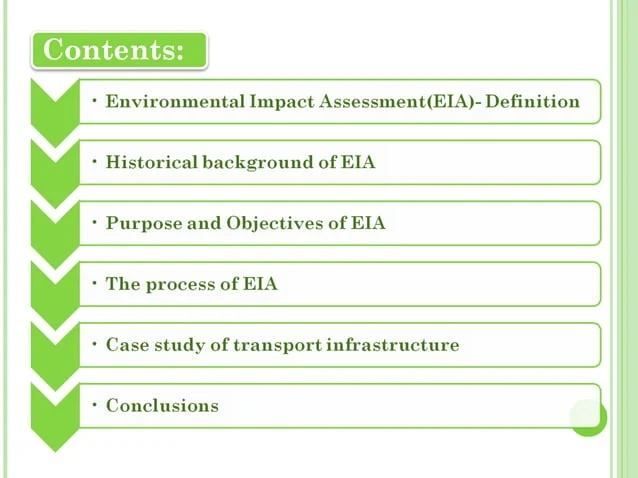 Contents:
• Environmental Impact Assessment(EIA)- Definition
• Historical background of EIA
• Purpose and Objectives of EIA
• The process of EIA
• Case study of transport infrastructure
• Conclusions